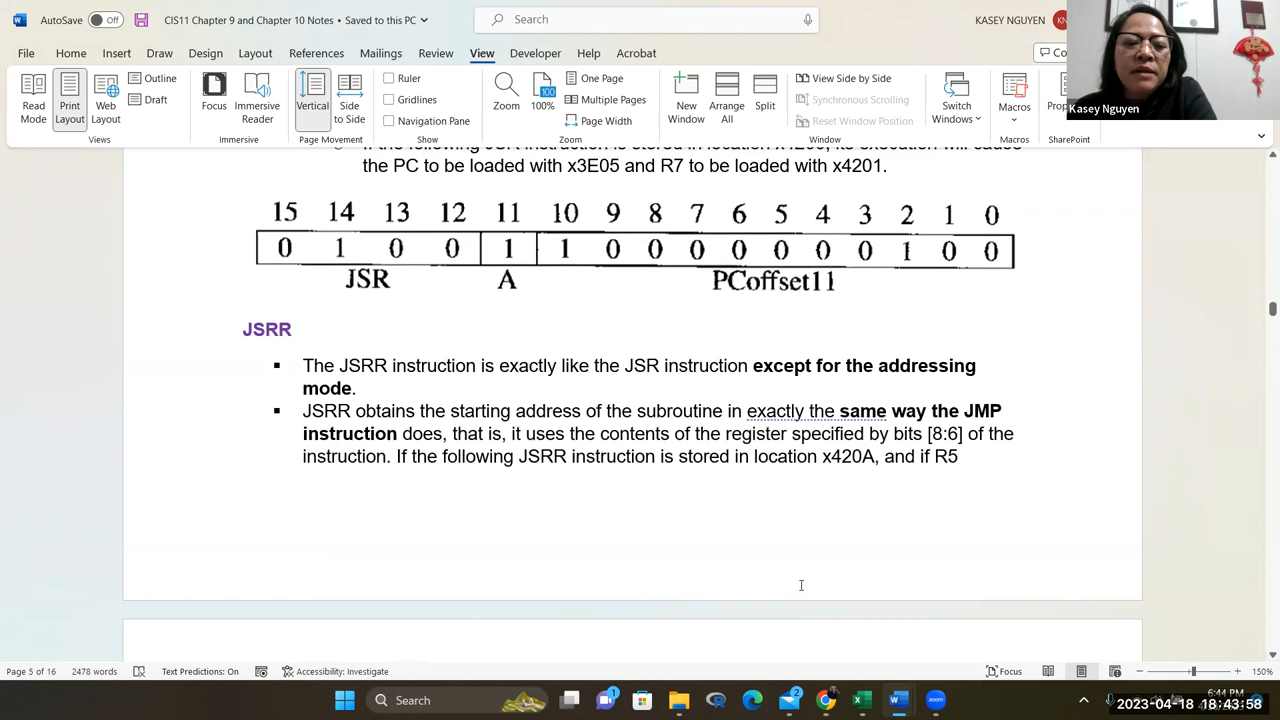 AutoSave Off CIS11 Chapter 9 and Chapter 10 Notes • Saved to this PC Search KASEY NGUYEN
File Home Insert Draw Design Layout References Mailings Review View Developer Help Acrobat
Read Mode Print Layout Web Layout Outline Draft
Views
Focus Immersive Reader
Immersive
Vertical Side to Side
Page Movement
Ruler
Gridlines
Navigation Pane
Show
Zoom 100% One Page Multiple Pages Page Width
Zoom
New Window Arrange All Split View Side by Side Synchronous Scrolling Reset Window Position
Window
Switch Windows
Macros
Macros
SharePoint
Kasey Nguyen
the PC to be loaded with x3E05 and R7 to be loaded with x4201.
15 14 13 12 11 10 9 8 7 6 5 4 3 2 1 0
0 1 0 0 1 1 0 0 0 0 0 0 0 1 0 0
JSR A PCoffset11
JSRR
▪ The JSRR instruction is exactly like the JSR instruction except for the addressing
mode.
▪ JSRR obtains the starting address of the subroutine in exactly the same way the JMP
instruction does, that is, it uses the contents of the register specified by bits [8:6] of the
instruction. If the following JSRR instruction is stored in location x420A, and if R5
Page 5 of 16 2478 words Text Predictions: On Accessibility: Investigate Focus 150%
Search
6:44 PM
2023-04-18 18:43:58